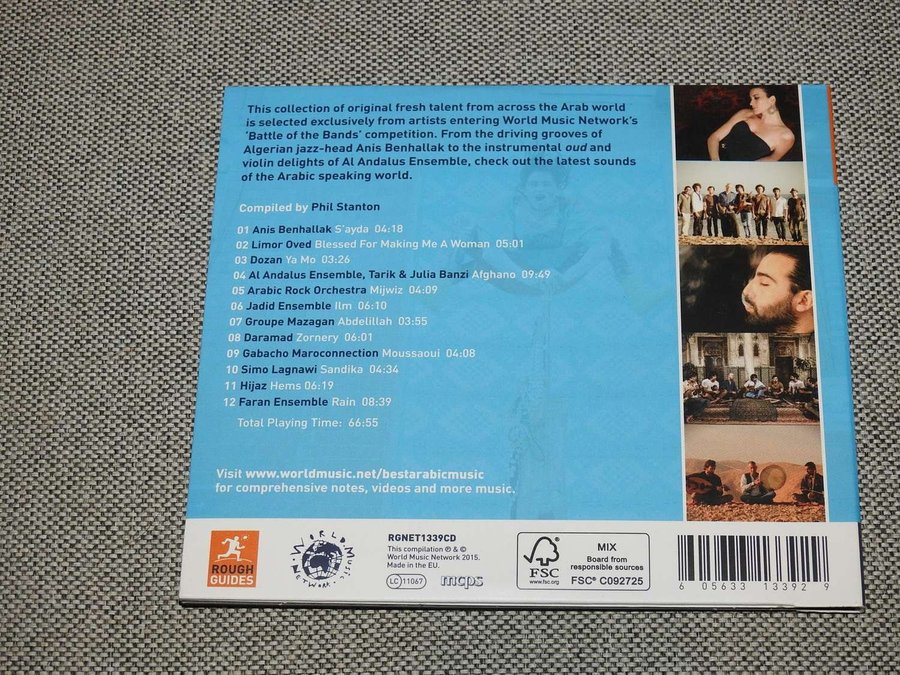 This collection of original fresh talent from across the Arab world
is selected exclusively from artists entering World Music Network's
'Battle of the Bands' competition. From the driving grooves of
Algerian jazz-head Anis Benhallak to the instrumental oud and
violin delights of Al Andalus Ensemble, check out the latest sounds
of the Arabic speaking world.
Compiled by Phil Stanton
01 Anis Benhallak S'ayda 04:18
02 Limor Oved Blessed For Making Me A Woman 05:01
03 Dozan Ya Mo 03:26
04 Al Andalus Ensemble, Tarik & Julia Banzi Afghano 09:49
05 Arabic Rock Orchestra Mijwiz 04:09
06 Jadid Ensemble Ilm 06:10
07 Groupe Mazagan Abdelillah 03:55
08 Daramad Zornery 06:01
09 Gabacho Maroconnection Moussaoui 04:08
10 Simo Lagnawi Sandika 04:34
11 Hijaz Hems 06:19
12 Faran Ensemble Rain 08:39
Total Playing Time: 66:55
Visit www.worldmusic.net/bestarabicmusic
for comprehensive notes, videos and more music.
ROUGH
GUIDES
WORLD MUSIC NETWORK
RGNET1339CD
This compilation ℗ & ©
World Music Network 2015.
Made in the EU.
LC 11067
mcps
FSC
www.fsc.org
MIX
Board from
responsible sources
FSC® C092725
6 05633 13392 9